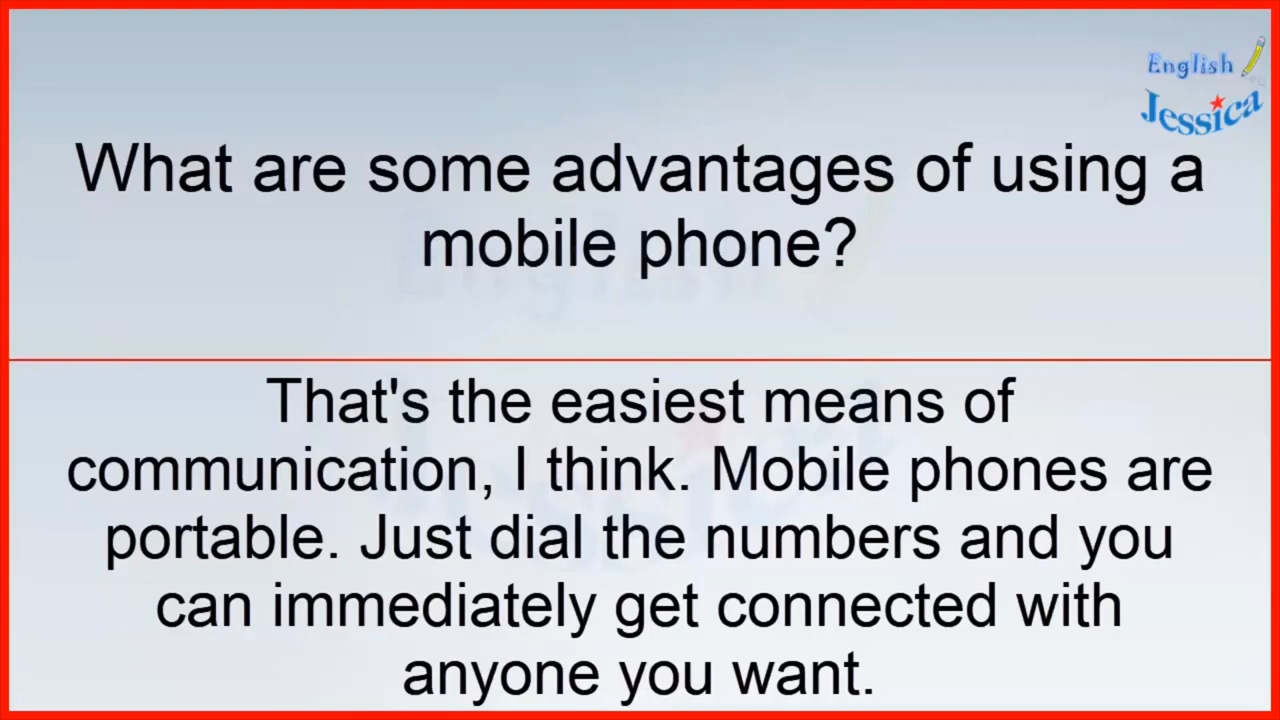 English
Jessica
What are some advantages of using a
mobile phone?
That's the easiest means of
communication, I think. Mobile phones are
portable. Just dial the numbers and you
can immediately get connected with
anyone you want.